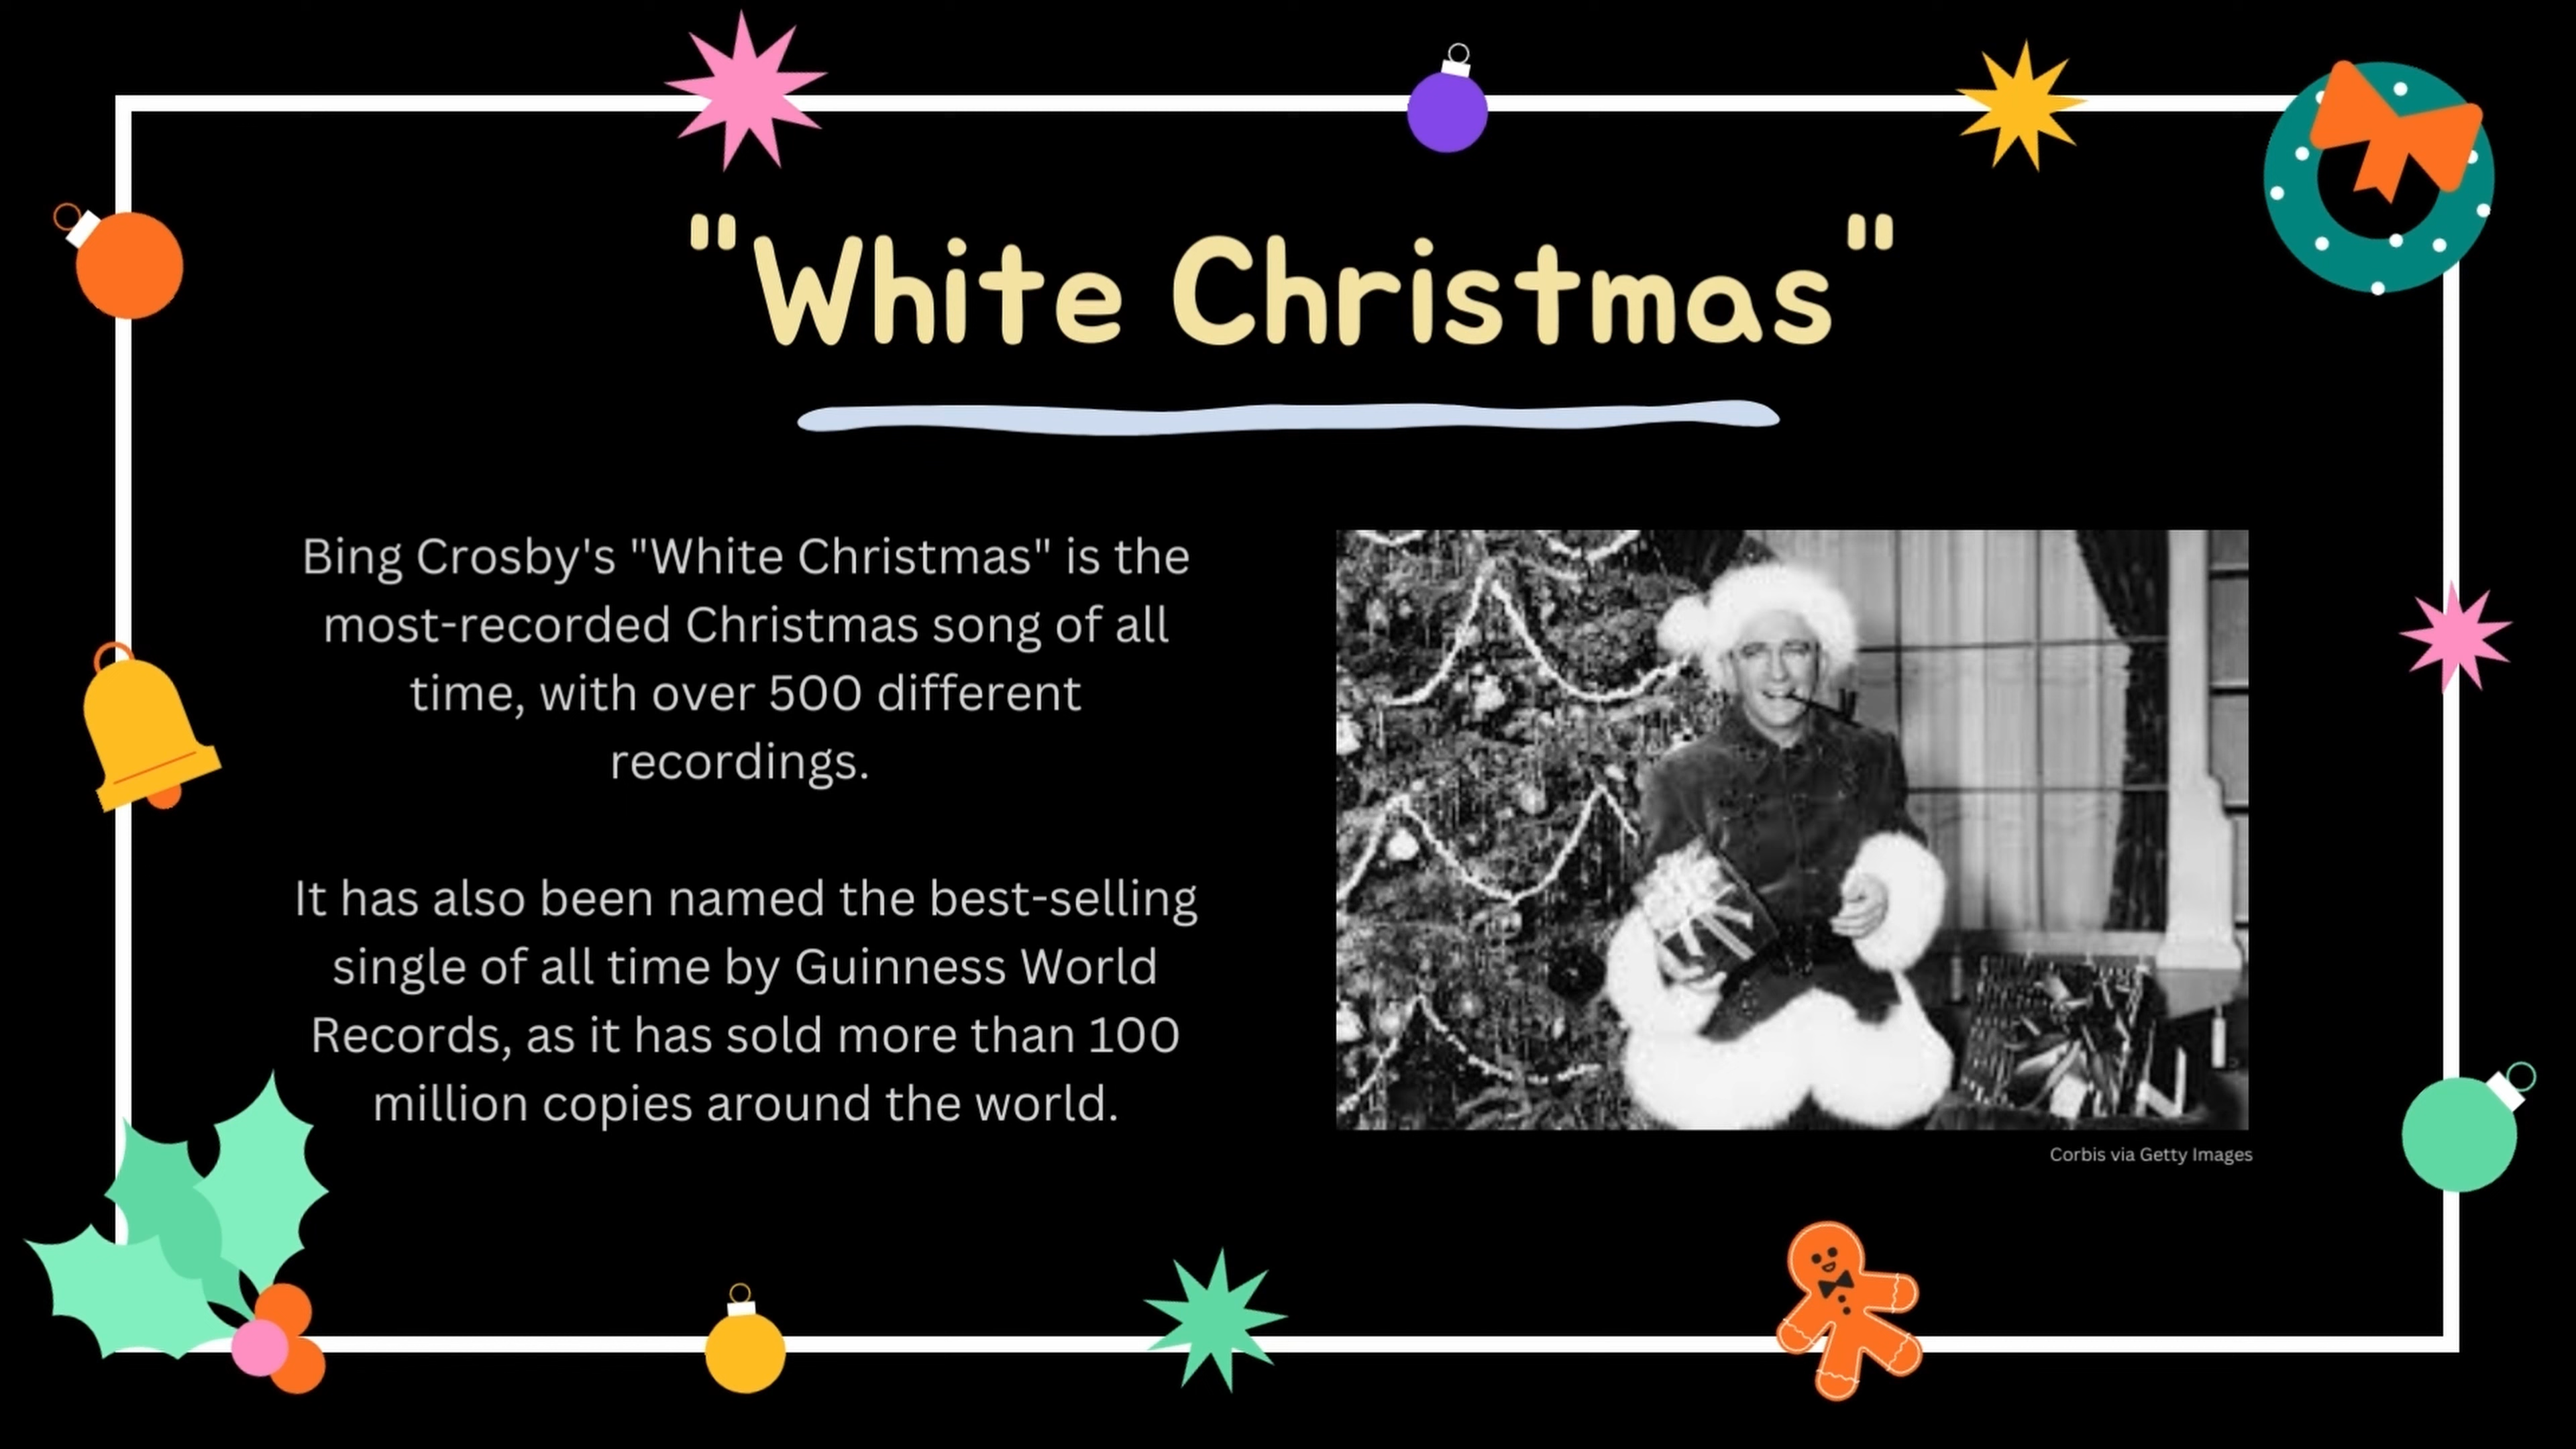 "White Christmas"
Bing Crosby's "White Christmas" is the
most-recorded Christmas song of all
time, with over 500 different
recordings.
It has also been named the best-selling
single of all time by Guinness World
Records, as it has sold more than 100
million copies around the world.
Corbis via Getty Images